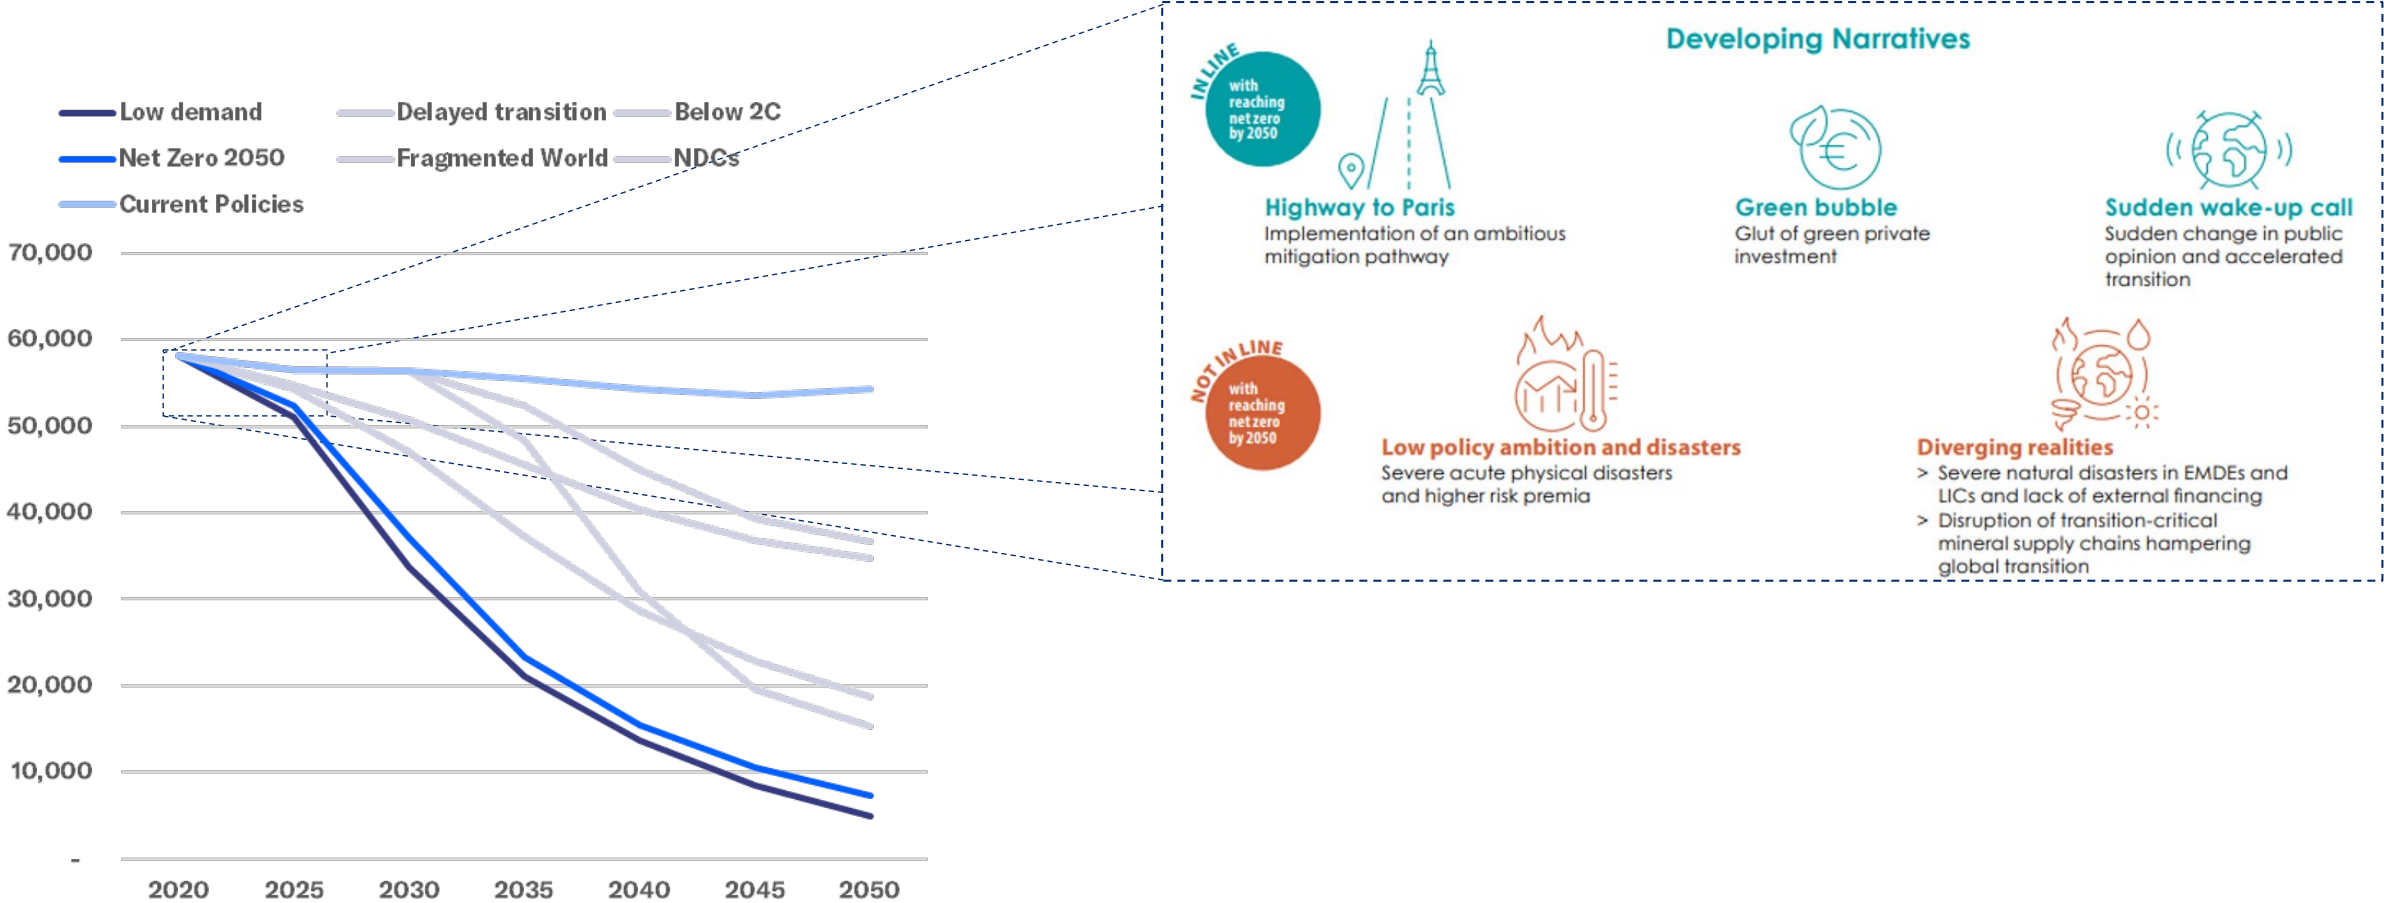 Low demand
Delayed transition
Below 2C
Net Zero 2050
Fragmented World
NDCs
Current Policies
70,000
60,000
50,000
40,000
30,000
20,000
10,000
-
2020
2025
2030
2035
2040
2045
2050
Developing Narratives
IN LINE
with
reaching
net zero
by 2050
Highway to Paris
Implementation of an ambitious
mitigation pathway
Green bubble
Glut of green private
investment
Sudden wake-up call
Sudden change in public
opinion and accelerated
transition
NOT IN LINE
with
reaching
net zero
by 2050
Low policy ambition and disasters
Severe acute physical disasters
and higher risk premia
Diverging realities
> Severe natural disasters in EMDEs and
LICs and lack of external financing
> Disruption of transition-critical
mineral supply chains hampering
global transition